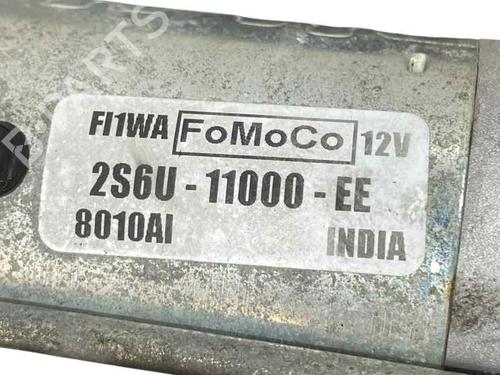 FI1WA FoMoCo 12V
2S6U - 11000 - EE
8010AI INDIA